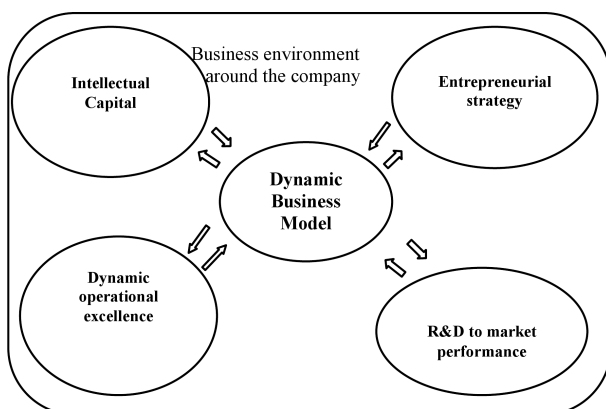 Business environment
around the company
Intellectual
Capital
Entrepreneurial
strategy
Dynamic
Business
Model
Dynamic
operational
excellence
R&D to market
performance